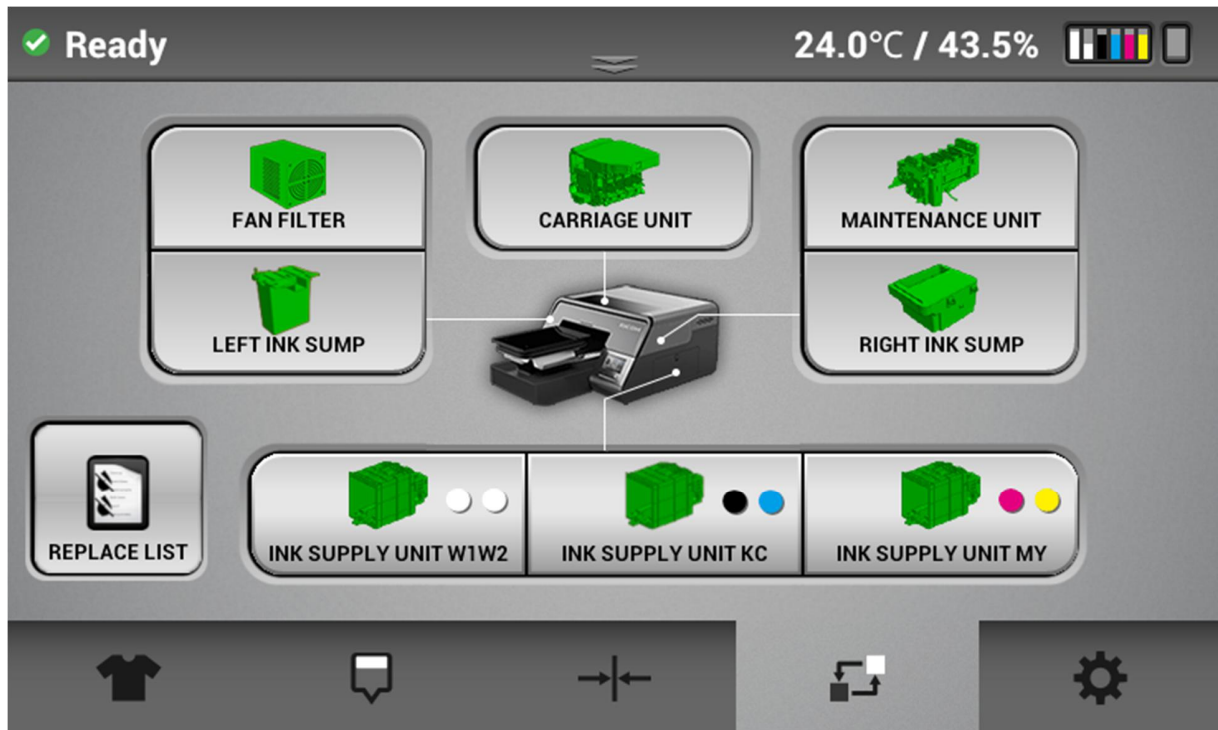 Ready
24.0°C / 43.5%
FAN FILTER
CARRIAGE UNIT
MAINTENANCE UNIT
LEFT INK SUMP
RIGHT INK SUMP
REPLACE LIST
INK SUPPLY UNIT W1W2
INK SUPPLY UNIT KC
INK SUPPLY UNIT MY